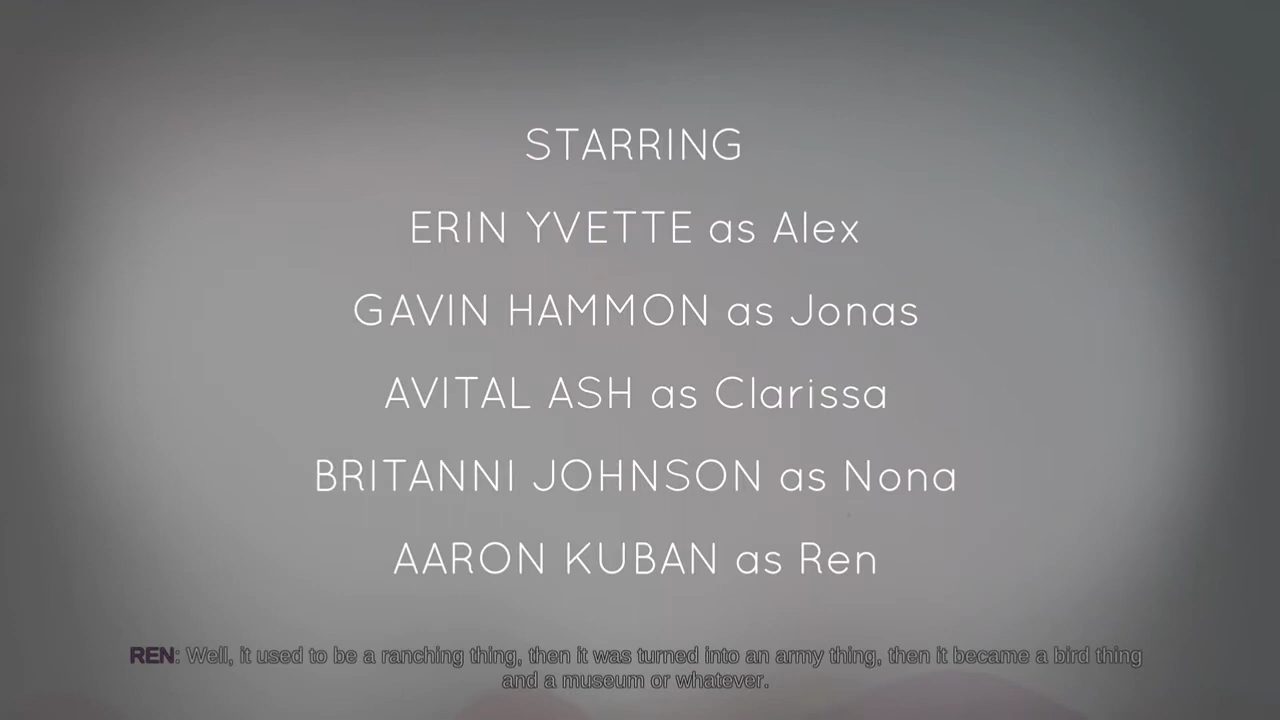 STARRING
ERIN YVETTE as Alex
GAVIN HAMMON as Jonas
AVITAL ASH as Clarissa
BRITANNI JOHNSON as Nona
AARON KUBAN as Ren
REN: Well, it used to be a ranching thing, then it was turned into an army thing, then it became a bird thing
and a museum or whatever.